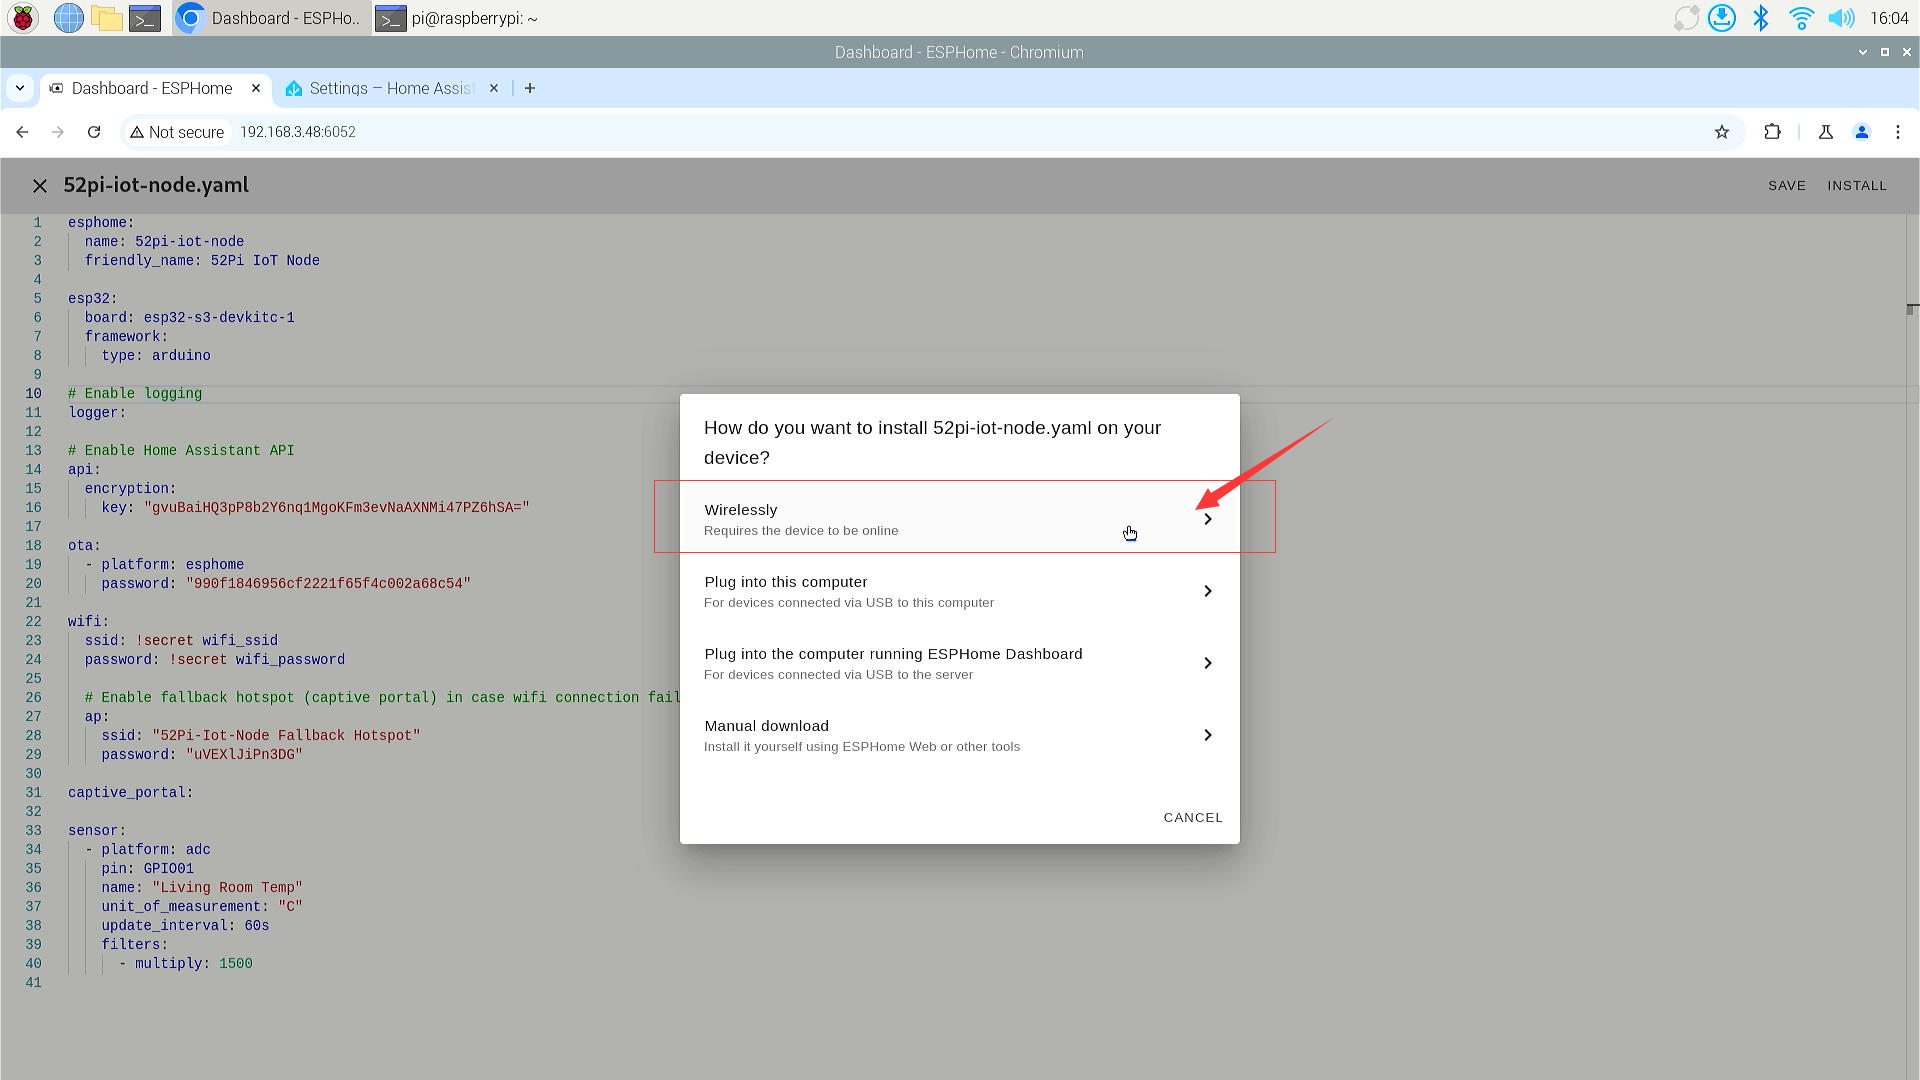 Dashboard - ESPHo..
pi@raspberrypi: ~
16:04
Dashboard - ESPHome - Chromium
Dashboard - ESPHome
Settings – Home Assist
Not secure
192.168.3.48:6052
52pi-iot-node.yaml
SAVE
INSTALL
1 esphome:
2 name: 52pi-iot-node
3 friendly_name: 52Pi IoT Node
4
5 esp32:
6 board: esp32-s3-devkitc-1
7 framework:
8 type: arduino
9
10 # Enable logging
11 logger:
12
13 # Enable Home Assistant API
14 api:
15 encryption:
16 key: "gvuBaiHQ3pP8b2Y6nq1MgoKFm3evNaAXNMi47PZ6hSA="
17
18 ota:
19 - platform: esphome
20 password: "990f1846956cf2221f65f4c002a68c54"
21
22 wifi:
23 ssid: !secret wifi_ssid
24 password: !secret wifi_password
25
26 # Enable fallback hotspot (captive portal) in case wifi connection fail
27 ap:
28 ssid: "52Pi-Iot-Node Fallback Hotspot"
29 password: "uVEXlJiPn3DG"
30
31 captive_portal:
32
33 sensor:
34 - platform: adc
35 pin: GPIO01
36 name: "Living Room Temp"
37 unit_of_measurement: "C"
38 update_interval: 60s
39 filters:
40 - multiply: 1500
41
How do you want to install 52pi-iot-node.yaml on your
device?
Wirelessly
Requires the device to be online
Plug into this computer
For devices connected via USB to this computer
Plug into the computer running ESPHome Dashboard
For devices connected via USB to the server
Manual download
Install it yourself using ESPHome Web or other tools
CANCEL